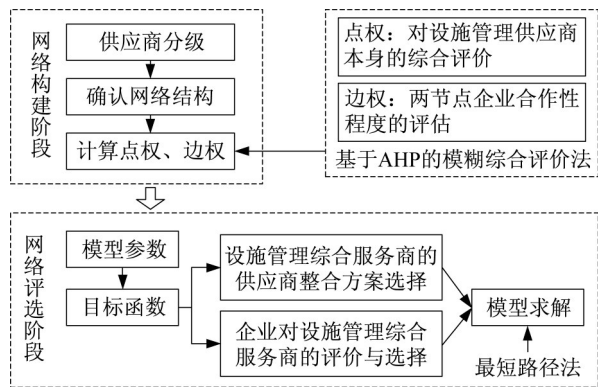 网络构建阶段
供应商分级
确认网络结构
计算点权、边权
点权：对设施管理供应商
本身的综合评价
边权：两节点企业合作性
程度的评估
基于AHP的模糊综合评价法
网络评选阶段
模型参数
目标函数
设施管理综合服务商的
供应商整合方案选择
企业对设施管理综合
服务商的评价与选择
模型求解
最短路径法